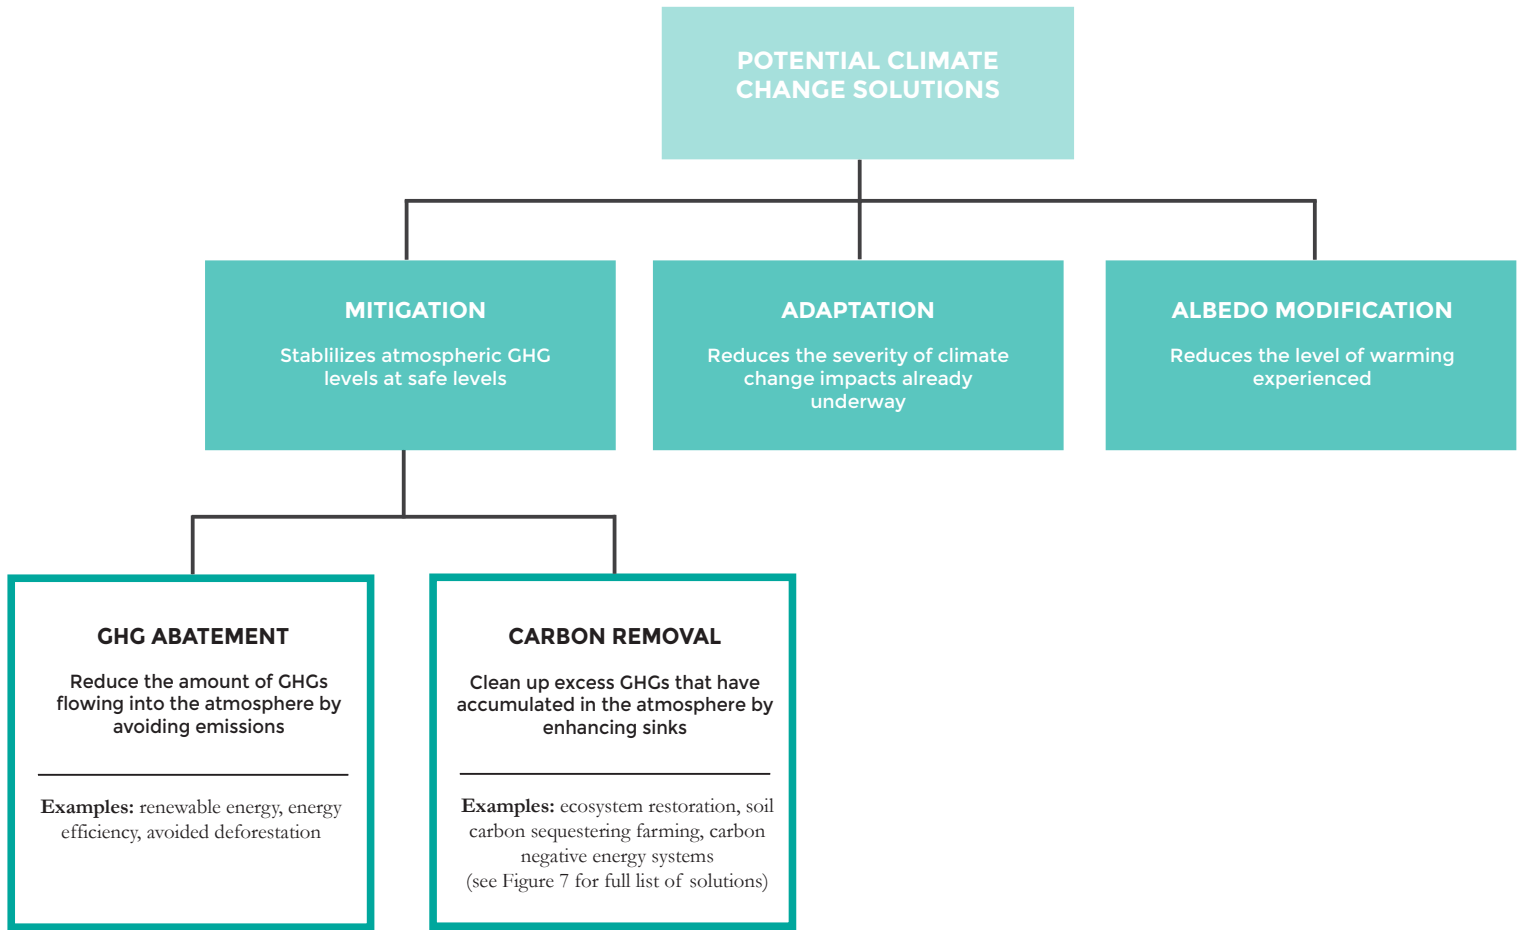 POTENTIAL CLIMATE
CHANGE SOLUTIONS
MITIGATION
Stablilizes atmospheric GHG
levels at safe levels
ADAPTATION
Reduces the severity of climate
change impacts already
underway
ALBEDO MODIFICATION
Reduces the level of warming
experienced
GHG ABATEMENT
Reduce the amount of GHGs
flowing into the atmosphere by
avoiding emissions
Examples: renewable energy, energy
efficiency, avoided deforestation
CARBON REMOVAL
Clean up excess GHGs that have
accumulated in the atmosphere by
enhancing sinks
Examples: ecosystem restoration, soil
carbon sequestering farming, carbon
negative energy systems
(see Figure 7 for full list of solutions)